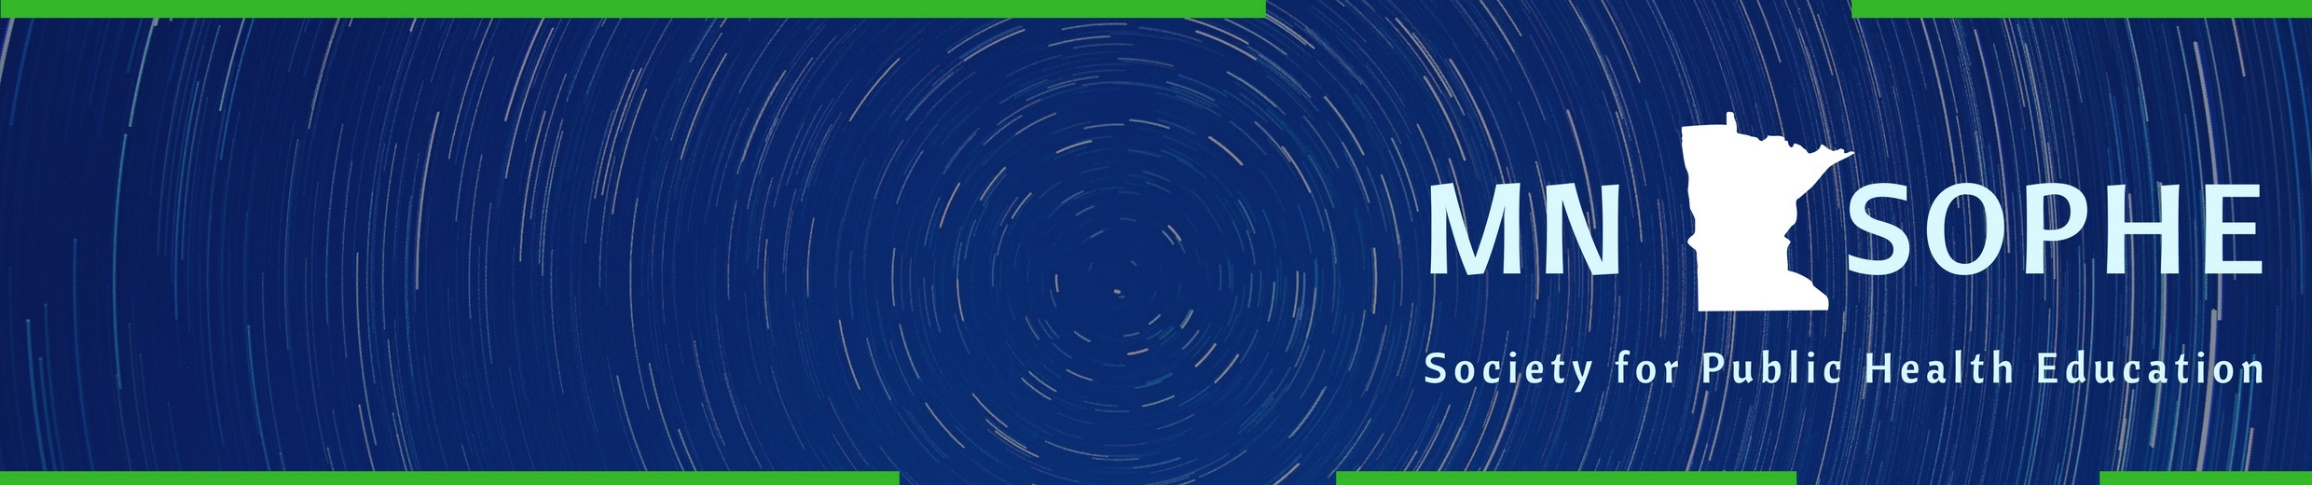 MN SOPHE
Society for Public Health Education